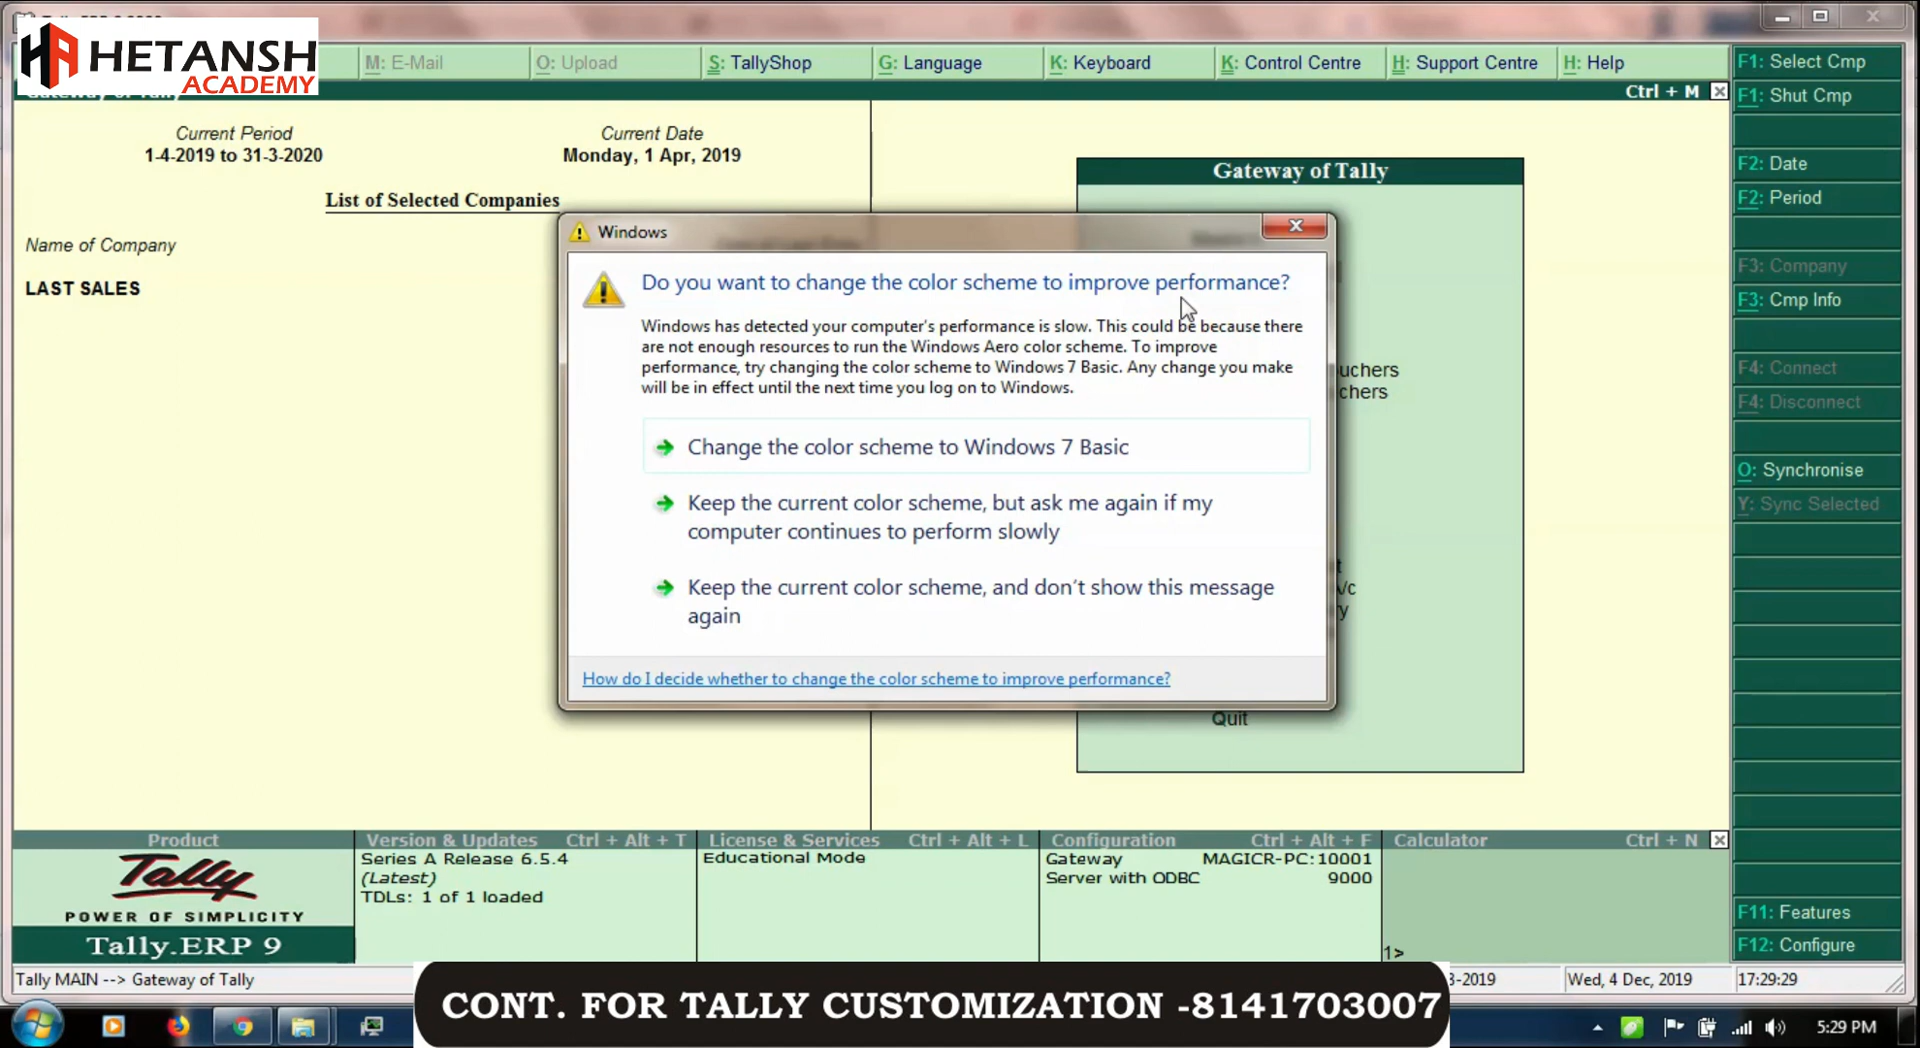 HETANSH
ACADEMY
M: E-Mail
O: Upload
S: TallyShop
G: Language
K: Keyboard
K: Control Centre
H: Support Centre
H: Help
Ctrl + M
Current Period
1-4-2019 to 31-3-2020
Current Date
Monday, 1 Apr, 2019
List of Selected Companies
Name of Company
LAST SALES
Gateway of Tally
uchers
chers
Quit
Windows
Do you want to change the color scheme to improve performance?
Windows has detected your computer's performance is slow. This could be because there
are not enough resources to run the Windows Aero color scheme. To improve
performance, try changing the color scheme to Windows 7 Basic. Any change you make
will be in effect until the next time you log on to Windows.
Change the color scheme to Windows 7 Basic
Keep the current color scheme, but ask me again if my
computer continues to perform slowly
Keep the current color scheme, and don't show this message
again
How do I decide whether to change the color scheme to improve performance?
F1: Select Cmp
F1: Shut Cmp
F2: Date
F2: Period
F3: Company
F3: Cmp Info
F4: Connect
F4: Disconnect
O: Synchronise
Y: Sync Selected
F11: Features
F12: Configure
Product
Tally
POWER OF SIMPLICITY
Tally.ERP 9
Version & Updates Ctrl + Alt + T
Series A Release 6.5.4
(Latest)
TDLs: 1 of 1 loaded
License & Services Ctrl + Alt + L
Educational Mode
Configuration Ctrl + Alt + F
Gateway MAGICR-PC:10001
Server with ODBC 9000
Calculator Ctrl + N
1>
Tally MAIN --> Gateway of Tally
-2019
Wed, 4 Dec, 2019
17:29:29
CONT. FOR TALLY CUSTOMIZATION -8141703007
5:29 PM